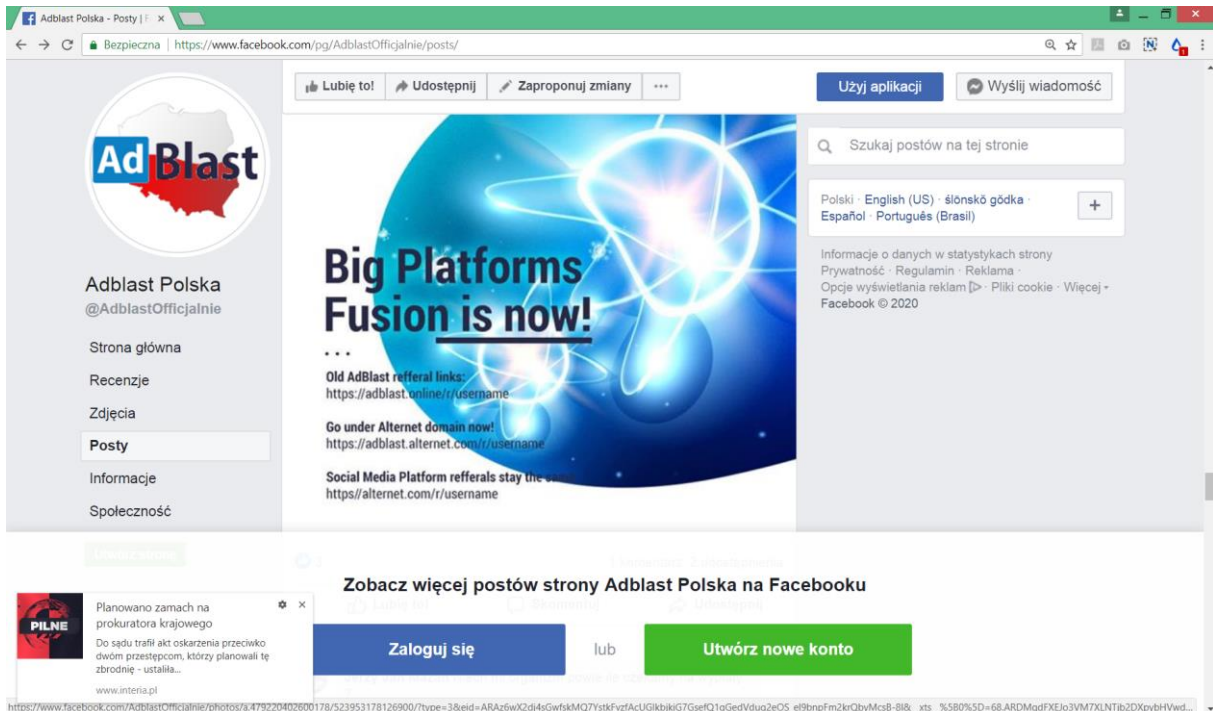 Adblast Polska - Posty | F
Bezpieczna | https://www.facebook.com/pg/AdblastOfficjalnie/posts/
Lubię to! Udostępnij Zaproponuj zmiany
Użyj aplikacji Wyślij wiadomość
Ad Blast
Adblast Polska
@AdblastOfficjalnie
Strona główna
Recenzje
Zdjęcia
Posty
Informacje
Społeczność
Big Platforms
Fusion is now!
...
Old AdBlast refferal links:
https://adblast.online/r/username
Go under Alternet domain now!
https://adblast.alternet.com/r/username
Social Media Platform refferals stay the
https//alternet.com/r/username
Szukaj postów na tej stronie
Polski · English (US) · ślōnskŏ gŏdka ·
Español · Português (Brasil)
Informacje o danych w statystykach strony
Prywatność · Regulamin · Reklama ·
Opcje wyświetlania reklam · Pliki cookie · Więcej
Facebook © 2020
Zobacz więcej postów strony Adblast Polska na Facebooku
Zaloguj się lub Utwórz nowe konto
PILNE
Planowano zamach na
prokuratora krajowego
Do sądu trafił akt oskarżenia przeciwko
dwóm przestępcom, którzy planowali tę
zbrodnię - ustaliła...
www.interia.pl